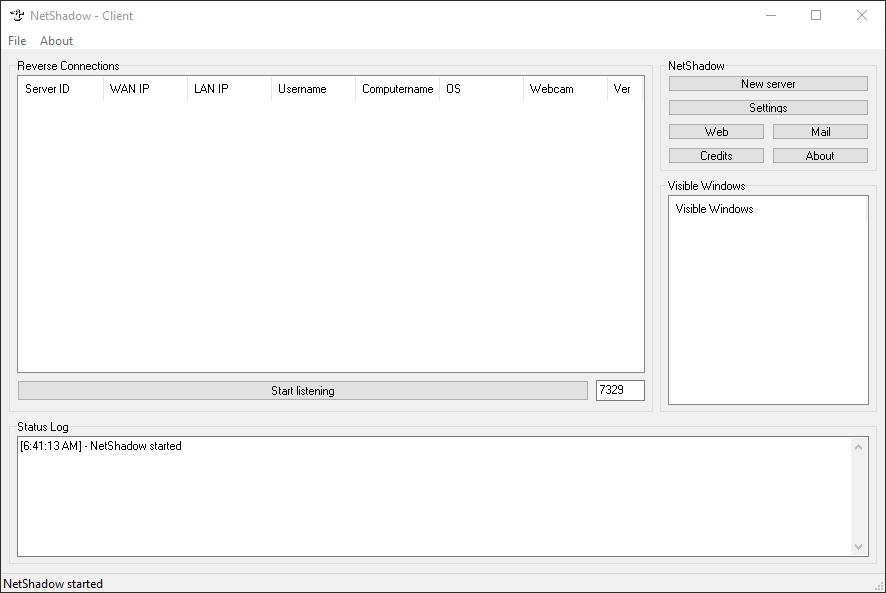 NetShadow - Client
File About
Reverse Connections
Server ID WAN IP LAN IP Username Computername OS Webcam Ver
Start listening 7329
NetShadow
New server
Settings
Web Mail
Credits About
Visible Windows
Visible Windows
Status Log
[6:41:13 AM] - NetShadow started
NetShadow started